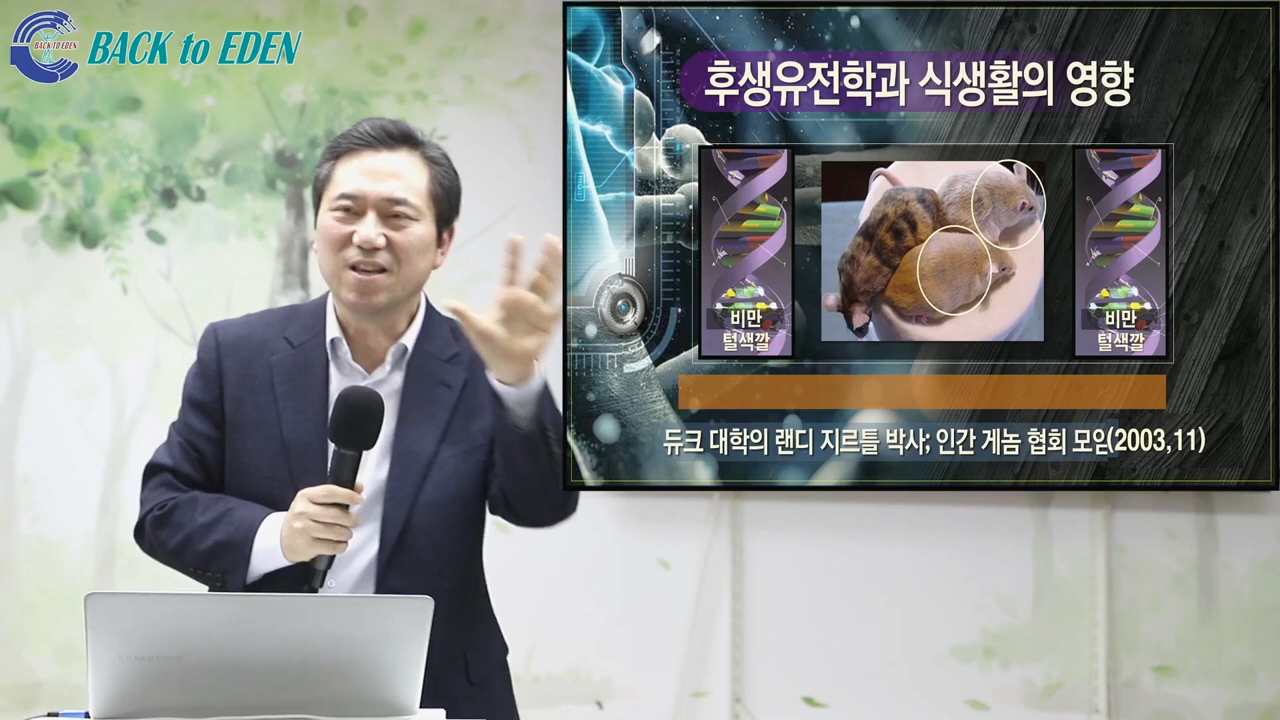 BACK TO EDEN
BACK to EDEN
후생유전학과 식생활의 영향
비만
털색깔
비만
털색깔
듀크 대학의 랜디 지르틀 박사; 인간 게놈 협회 모임(2003,11)